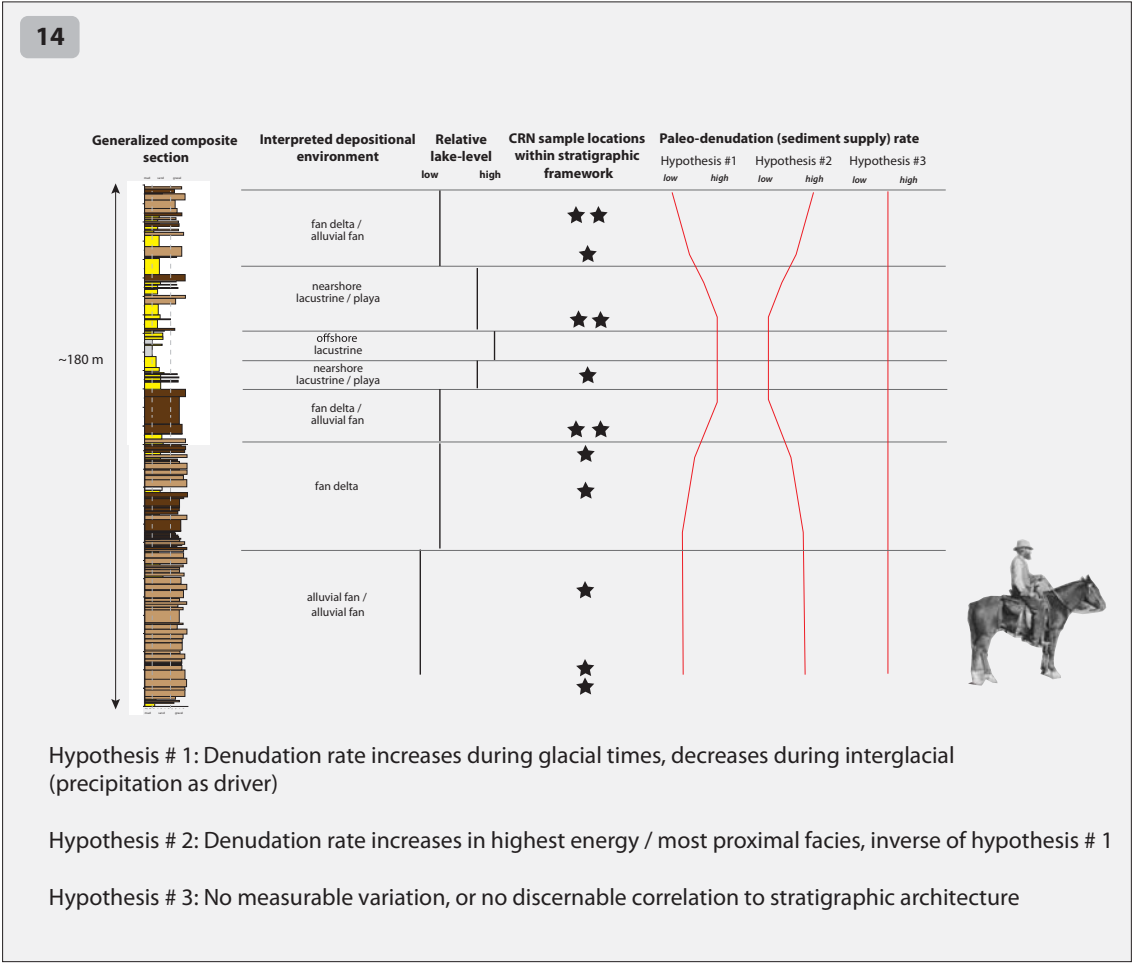 14
Generalized composite
section
Interpreted depositional
environment
Relative
lake-level
low high
CRN sample locations
within stratigraphic
framework
Paleo-denudation (sediment supply) rate
Hypothesis #1 Hypothesis #2 Hypothesis #3
low high low high low high
fan delta /
alluvial fan
nearshore
lacustrine / playa
offshore
lacustrine
~180 m
nearshore
lacustrine / playa
fan delta /
alluvial fan
fan delta
alluvial fan /
alluvial fan
Hypothesis # 1: Denudation rate increases during glacial times, decreases during interglacial
(precipitation as driver)
Hypothesis # 2: Denudation rate increases in highest energy / most proximal facies, inverse of hypothesis # 1
Hypothesis # 3: No measurable variation, or no discernable correlation to stratigraphic architecture